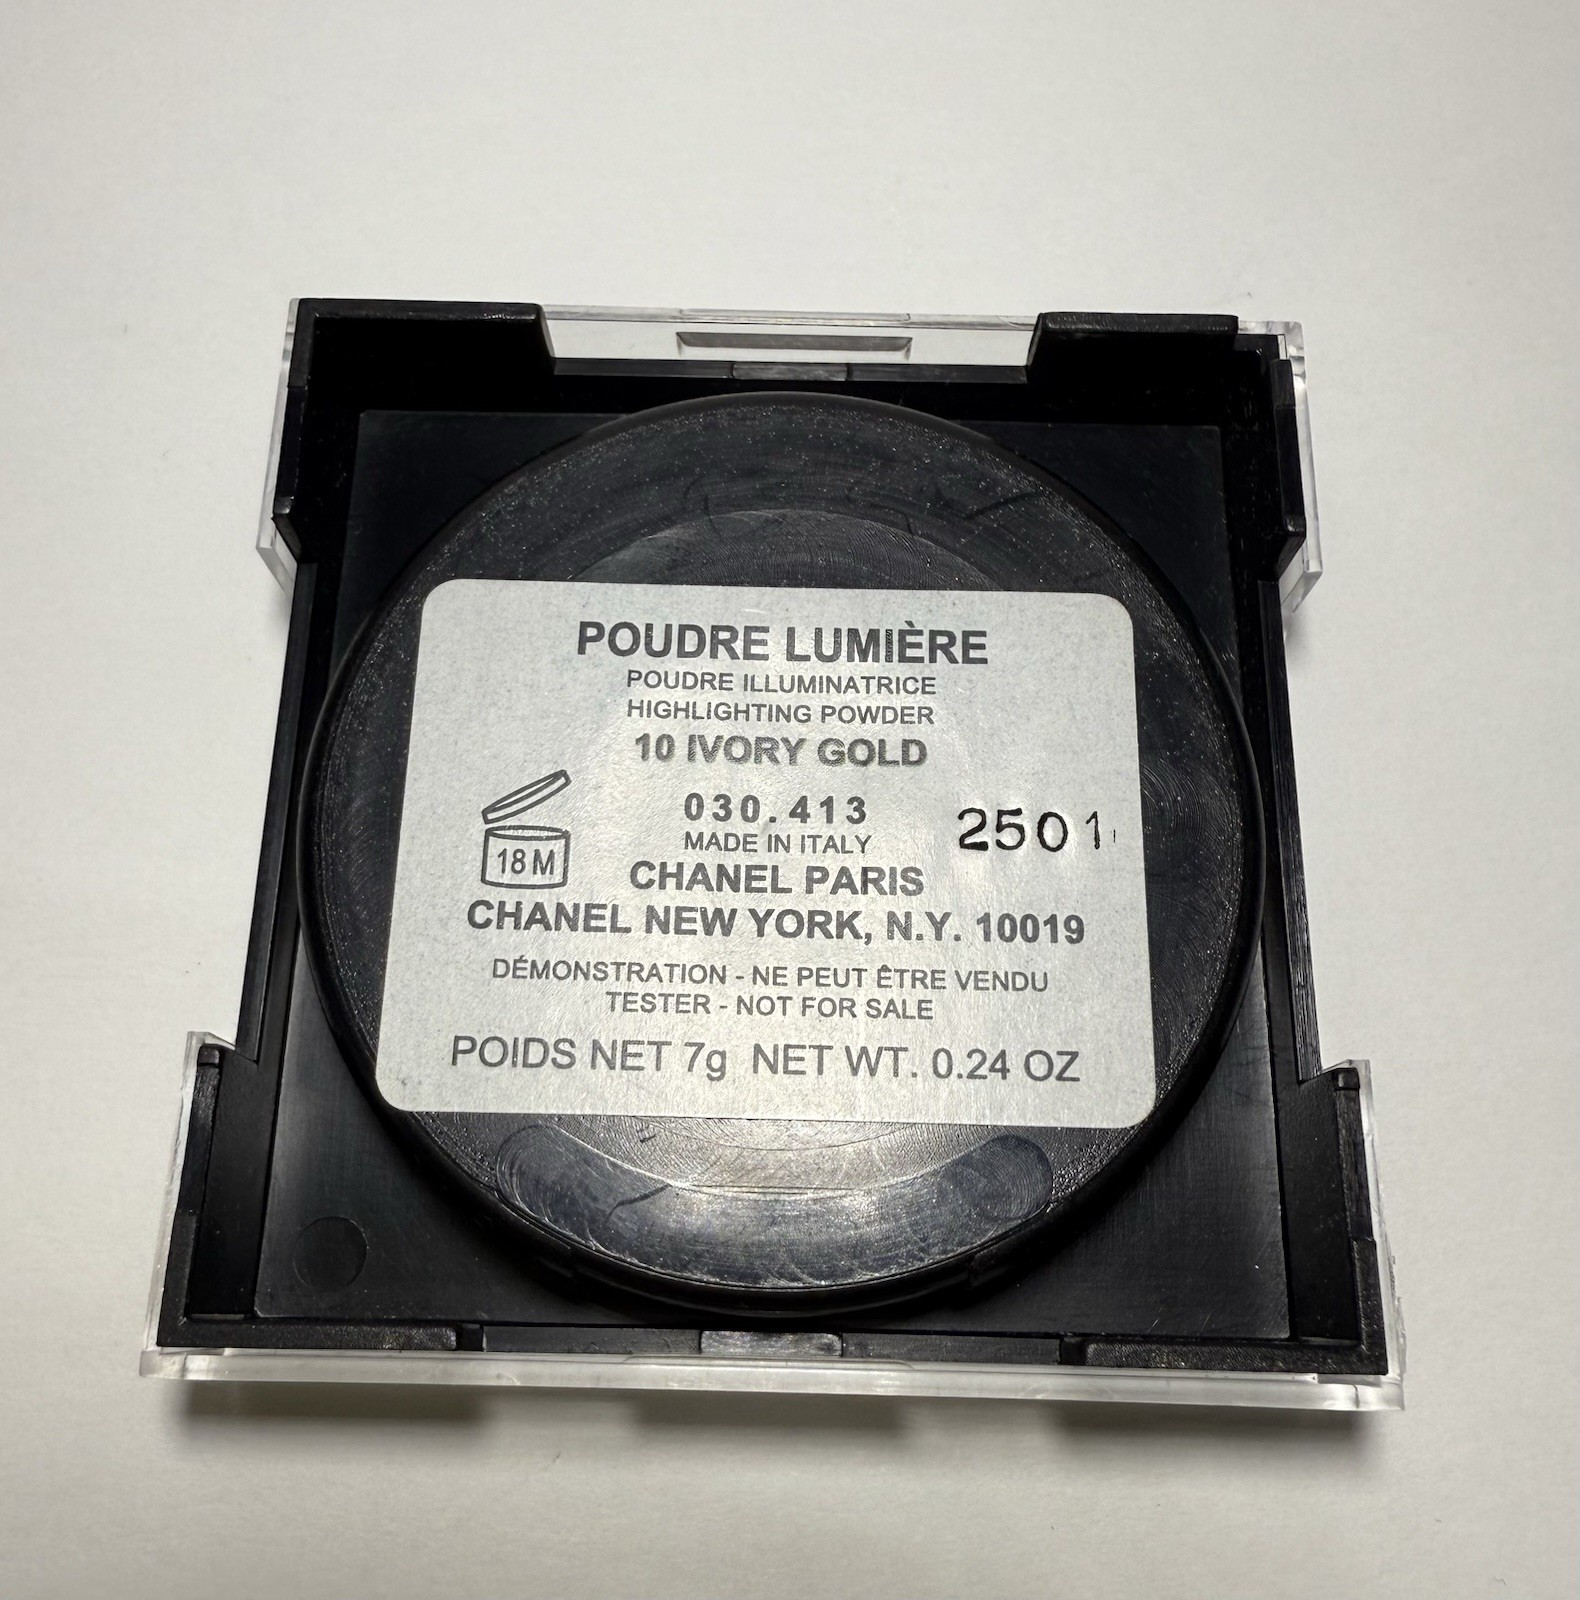 POUDRE LUMIÈRE
POUDRE ILLUMINATRICE
HIGHLIGHTING POWDER
10 IVORY GOLD
030.413
2501
MADE IN ITALY
18 M
CHANEL PARIS
CHANEL NEW YORK, N.Y. 10019
DÉMONSTRATION - NE PEUT ÊTRE VENDU
TESTER - NOT FOR SALE
POIDS NET 7g NET WT. 0.24 OZ